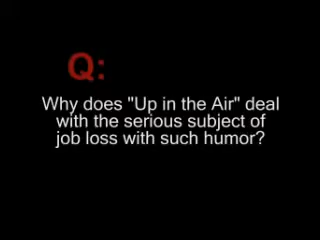 Q:
Why does "Up in the Air" deal
with the serious subject of
job loss with such humor?